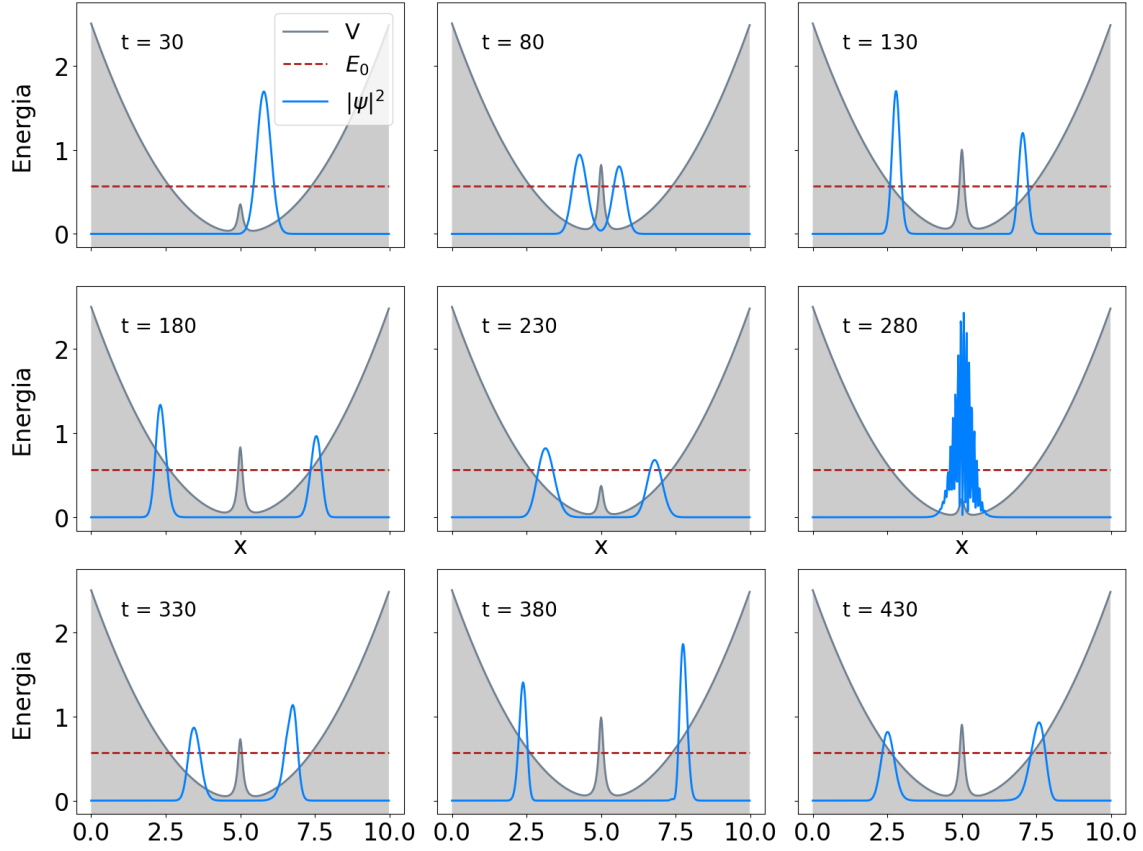 t = 30
V
E₀
|ψ|²
t = 80
t = 130
Energia
2
1
0
t = 180
t = 230
t = 280
Energia
2
1
0
x
x
x
t = 330
t = 380
t = 430
Energia
2
1
0
0.0 2.5 5.0 7.5 10.0
0.0 2.5 5.0 7.5 10.0
0.0 2.5 5.0 7.5 10.0